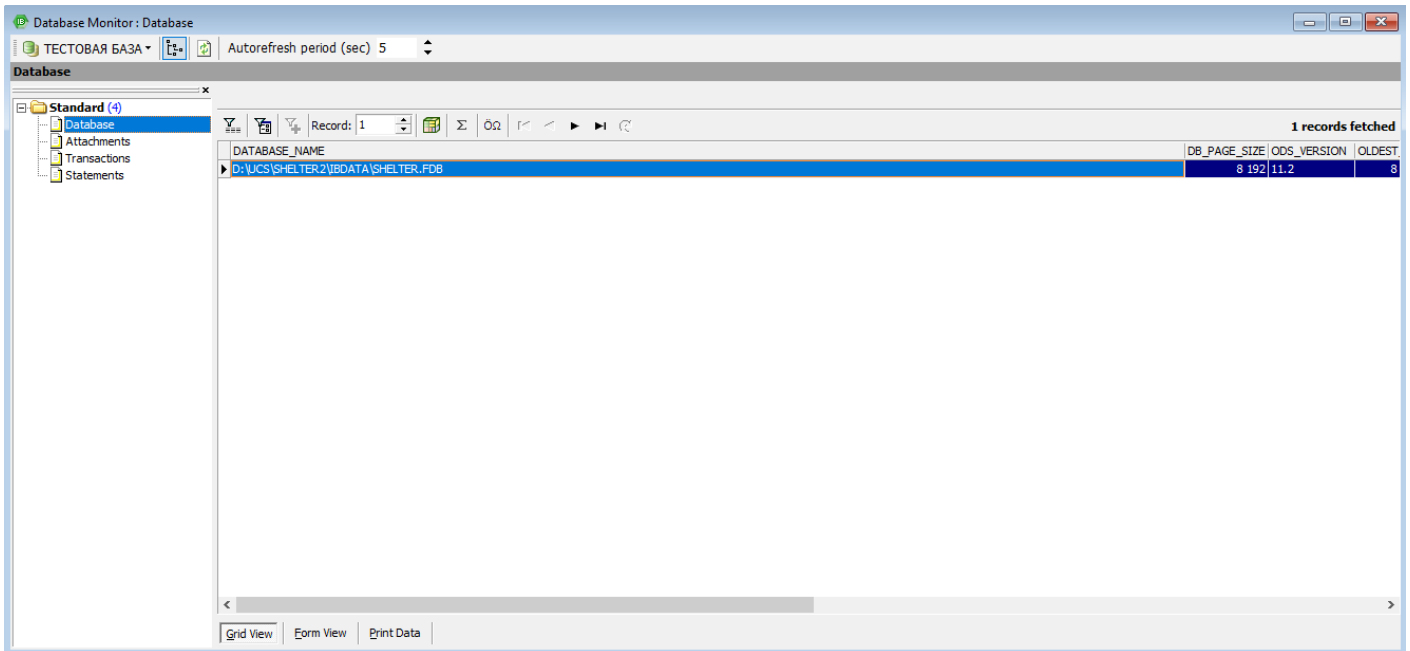 Database Monitor : Database
ТЕСТОВАЯ БАЗА Autorefresh period (sec) 5
Database
Standard (4)
Database
Attachments
Transactions
Statements
Record: 1 Σ ÖΩ 1 records fetched
DATABASE_NAME DB_PAGE_SIZE ODS_VERSION OLDEST_
D:\UCS\SHELTER2\IBDATA\SHELTER.FDB 8 192 11.2 8
Grid View Form View Print Data